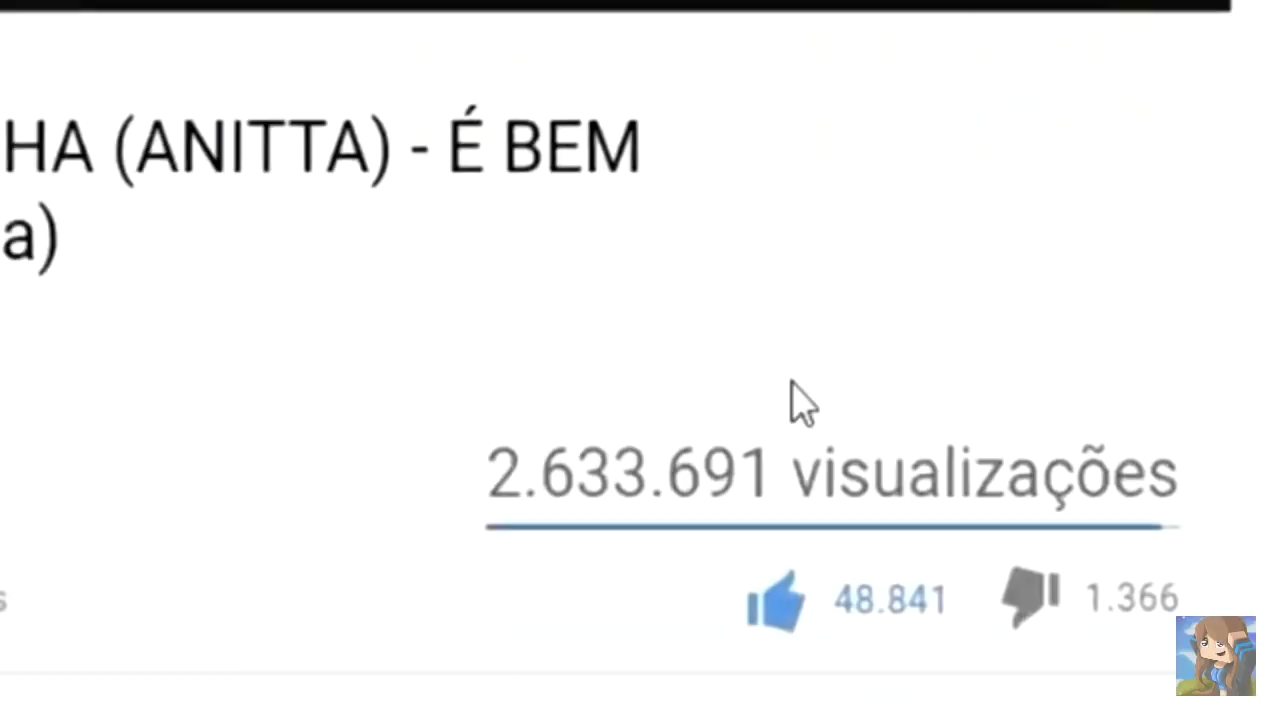 HA (ANITTA) - É BEM
a)
2.633.691 visualizações
s
48.841 1.366